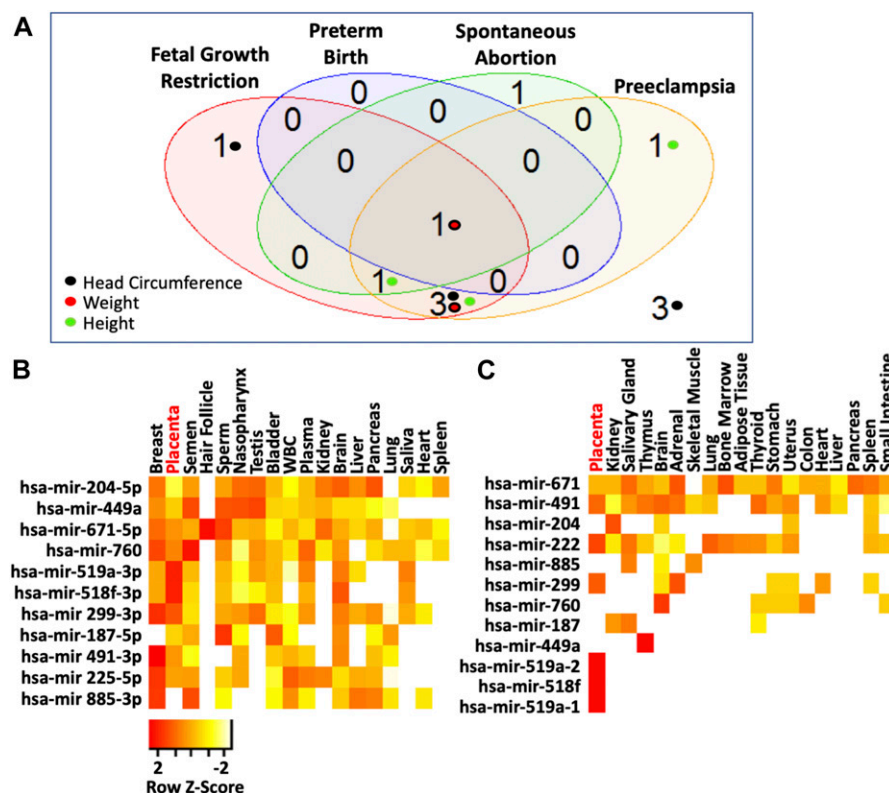 A
Fetal Growth
Restriction
Preterm
Birth
Spontaneous
Abortion
Preeclampsia
0
1
0
0
0
1
1
0
0
1
0
0
1
0
3
3
Head Circumference
Weight
Height
B
Breast
Placenta
Semen
Hair Follicle
Sperm
Nasopharynx
Testis
Bladder
WBC
Plasma
Kidney
Brain
Liver
Pancreas
Lung
Saliva
Heart
Spleen
hsa-mir-204-5p
hsa-mir-449a
hsa-mir-671-5p
hsa-mir-760
hsa-mir-519a-3p
hsa-mir-518f-3p
hsa-mir 299-3p
hsa-mir-187-5p
hsa-mir 491-3p
hsa-mir 225-5p
hsa-mir 885-3p
2 -2
Row Z-Score
C
Placenta
Kidney
Salivary Gland
Thymus
Brain
Adrenal
Skeletal Muscle
Lung
Bone Marrow
Adipose Tissue
Thyroid
Stomach
Uterus
Colon
Heart
Liver
Pancreas
Spleen
Small Intestine
hsa-mir-671
hsa-mir-491
hsa-mir-204
hsa-mir-222
hsa-mir-885
hsa-mir-299
hsa-mir-760
hsa-mir-187
hsa-mir-449a
hsa-mir-519a-2
hsa-mir-518f
hsa-mir-519a-1